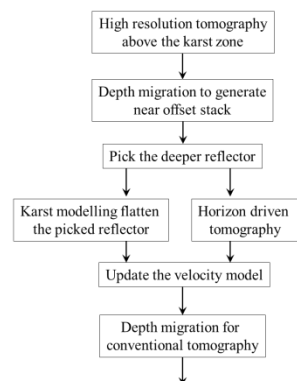 High resolution tomography
above the karst zone
Depth migration to generate
near offset stack
Pick the deeper reflector
Karst modelling flatten
the picked reflector
Horizon driven
tomography
Update the velocity model
Depth migration for
conventional tomography